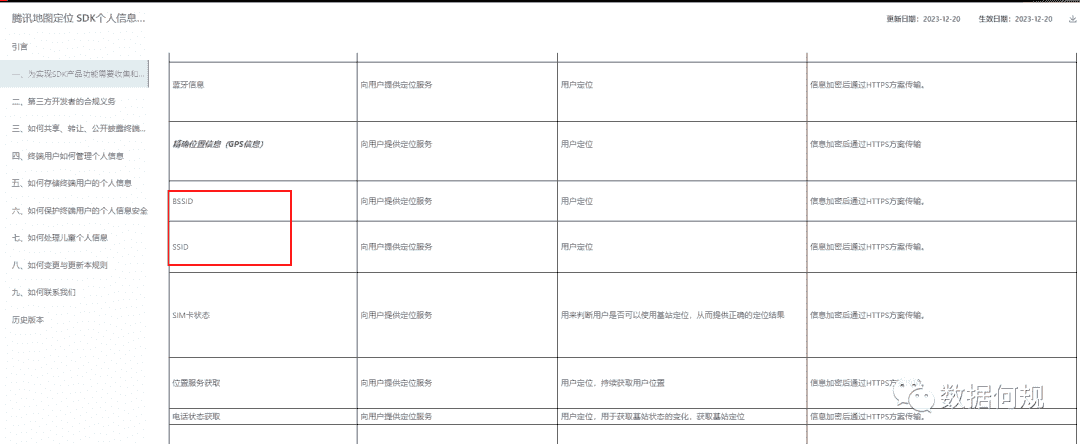 腾讯地图定位 SDK个人信息...
更新日期：2023-12-20 生效日期：2023-12-20
引言
一、为实现SDK产品功能需要收集和...
二、第三方开发者的合规义务
三、如何共享、转让、公开披露终端...
四、终端用户如何管理个人信息
五、如何存储终端用户的个人信息
六、如何保护终端用户的个人信息安全
七、如何处理儿童个人信息
八、如何变更与更新本规则
九、如何联系我们
历史版本
蓝牙信息 向用户提供定位服务 用户定位 信息加密后通过HTTPS方案传输。
精确位置信息（GPS信息） 向用户提供定位服务 用户定位 信息加密后通过HTTPS方案传输
BSSID 向用户提供定位服务 用户定位 信息加密后通过HTTPS方案传输。
SSID 向用户提供定位服务 用户定位 信息加密后通过HTTPS方案传输。
SIM卡状态 向用户提供定位服务 用来判断用户是否可以使用基站定位，从而提供正确的定位结果 信息加密后通过HTTPS方案传输。
位置服务获取 向用户提供定位服务 用户定位，持续获取用户位置 信息加密后通过HTTPS方案传输。
电话状态获取 向用户提供定位服务 用户定位，用于获取基站状态的变化，获取基站定位 信息加密后通过HTTPS方案传输。
数据何规